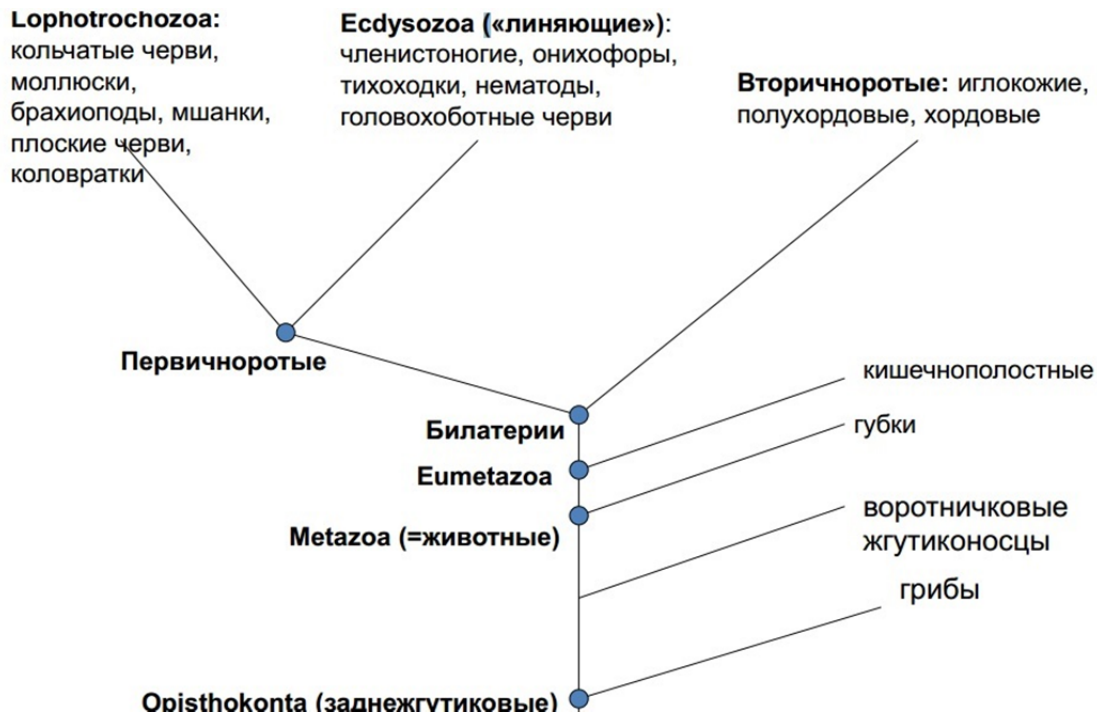 Lophotrochozoa:
кольчатые черви,
моллюски,
брахиоподы, мшанки,
плоские черви,
коловратки
Ecdysozoa («линяющие»):
членистоногие, онихофоры,
тихоходки, нематоды,
головохоботные черви
Вторичноротые: иглокожие,
полухордовые, хордовые
Первичноротые
кишечнополостные
Билатерии
губки
Eumetazoa
Metazoa (=животные)
воротничковые
жгутиконосцы
грибы
Opisthokonta (заднежгутиковые)